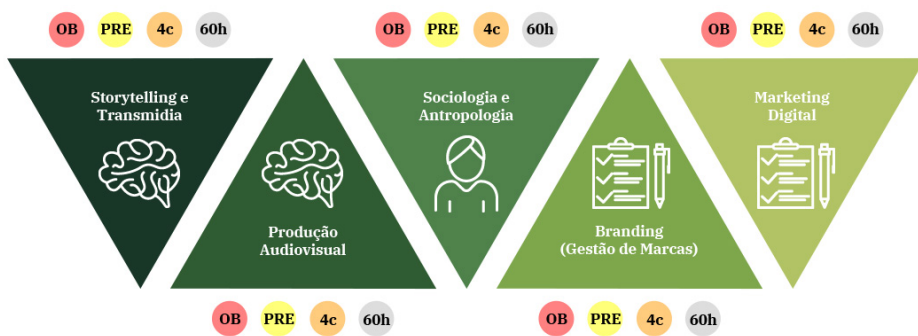 OB PRE 4c 60h
OB PRE 4c 60h
OB PRE 4c 60h
Storytelling e
Transmidia
Produção
Audiovisual
Sociologia e
Antropologia
Branding
(Gestão de Marcas)
Marketing
Digital
OB PRE 4c 60h
OB PRE 4c 60h